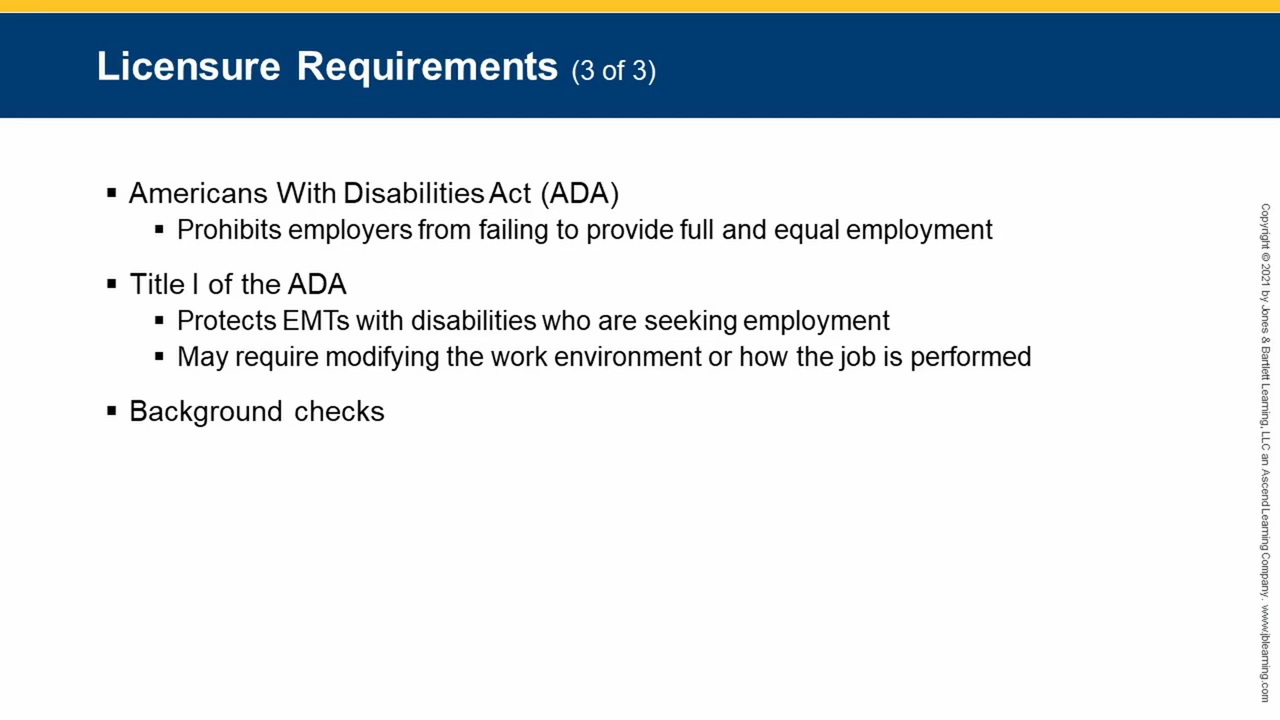 Licensure Requirements (3 of 3)
▪ Americans With Disabilities Act (ADA)
▪ Prohibits employers from failing to provide full and equal employment
▪ Title I of the ADA
▪ Protects EMTs with disabilities who are seeking employment
▪ May require modifying the work environment or how the job is performed
▪ Background checks
Copyright © 2021 by Jones & Bartlett Learning, LLC an Ascend Learning Company. www.jblearning.com